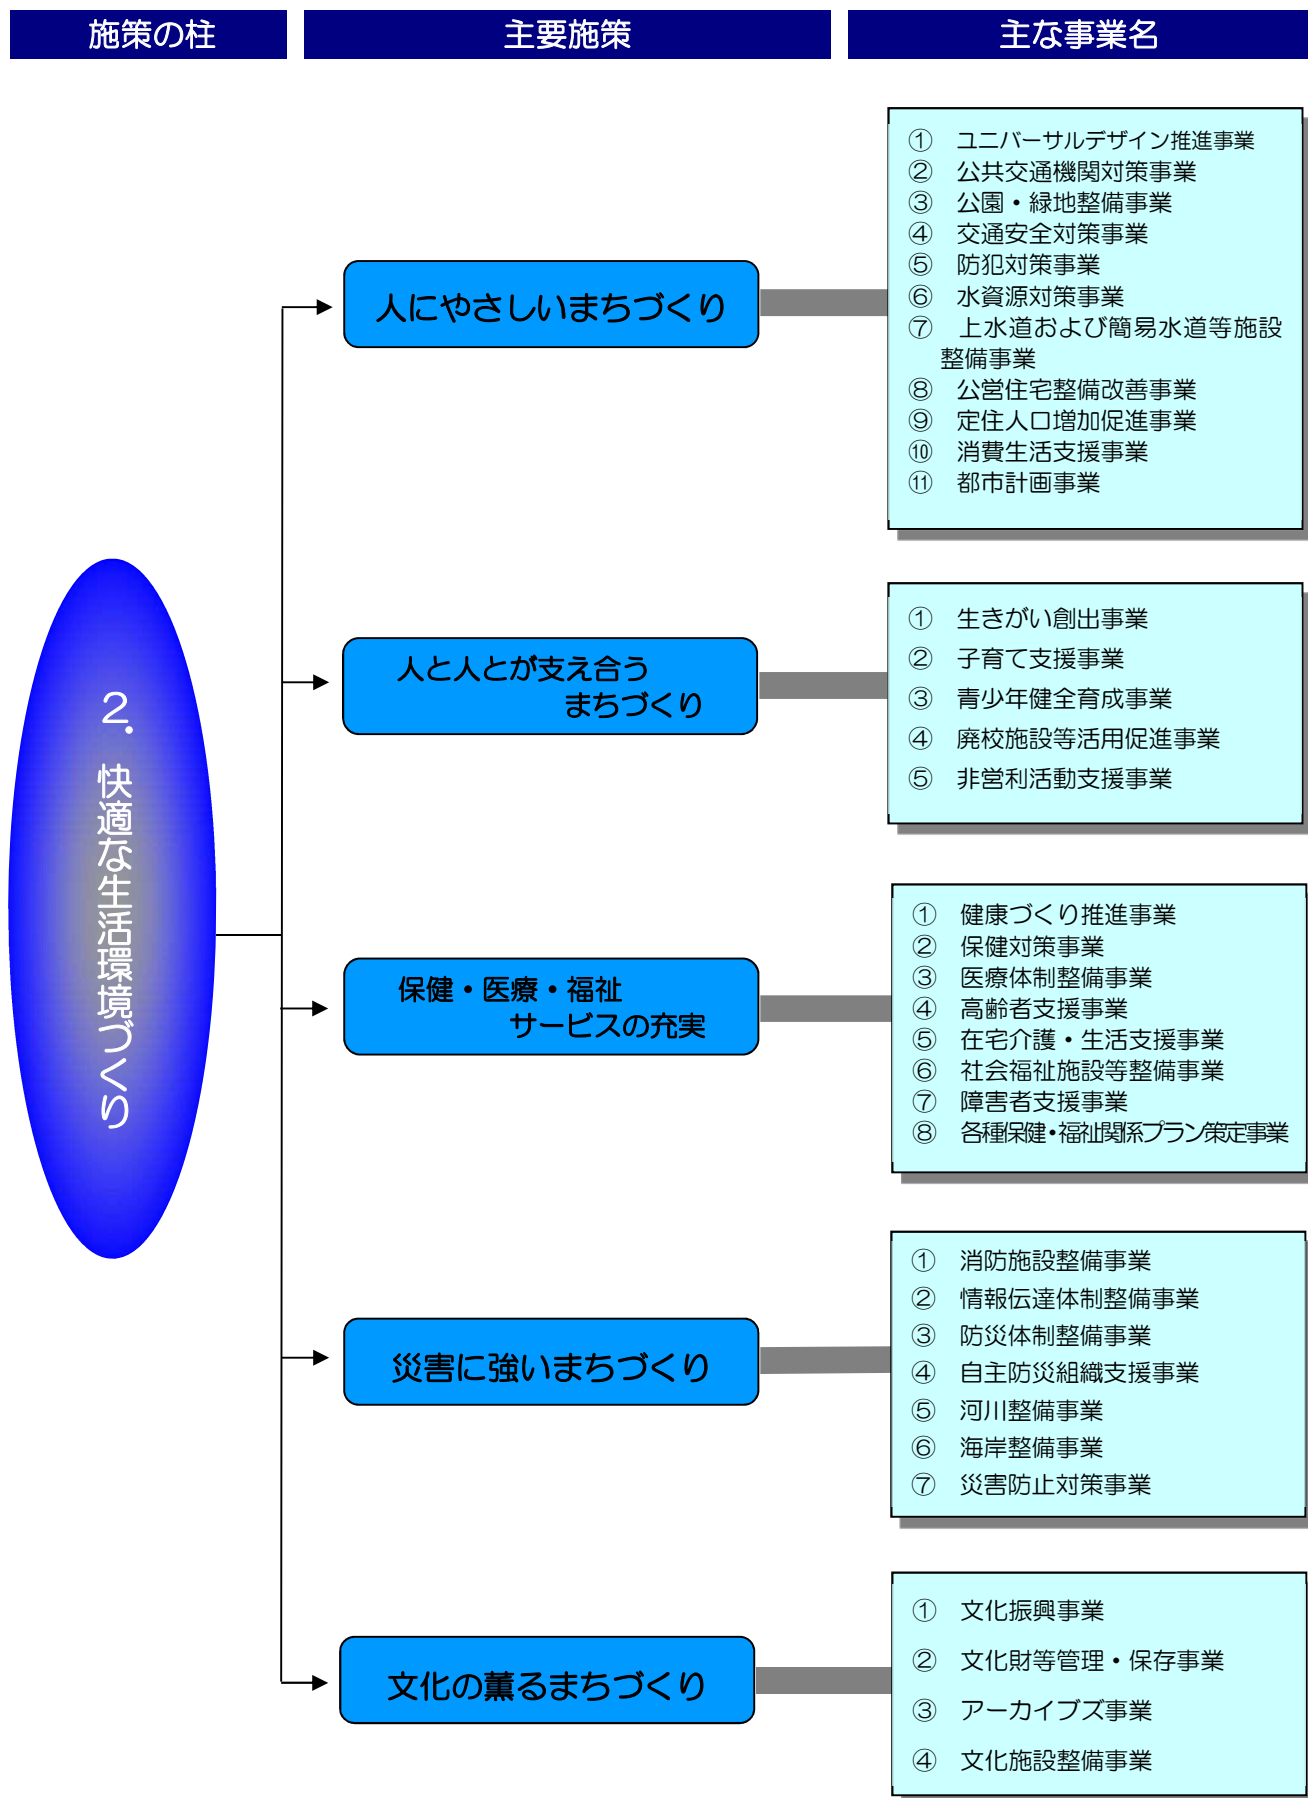 施策の柱
主要施策
主な事業名
2．快適な生活環境づくり
人にやさしいまちづくり
① ユニバーサルデザイン推進事業
② 公共交通機関対策事業
③ 公園・緑地整備事業
④ 交通安全対策事業
⑤ 防犯対策事業
⑥ 水資源対策事業
⑦ 上水道および簡易水道等施設
整備事業
⑧ 公営住宅整備改善事業
⑨ 定住人口増加促進事業
⑩ 消費生活支援事業
⑪ 都市計画事業
人と人とが支え合う
まちづくり
① 生きがい創出事業
② 子育て支援事業
③ 青少年健全育成事業
④ 廃校施設等活用促進事業
⑤ 非営利活動支援事業
保健・医療・福祉
サービスの充実
① 健康づくり推進事業
② 保健対策事業
③ 医療体制整備事業
④ 高齢者支援事業
⑤ 在宅介護・生活支援事業
⑥ 社会福祉施設等整備事業
⑦ 障害者支援事業
⑧ 各種保健・福祉関係プラン策定事業
災害に強いまちづくり
① 消防施設整備事業
② 情報伝達体制整備事業
③ 防災体制整備事業
④ 自主防災組織支援事業
⑤ 河川整備事業
⑥ 海岸整備事業
⑦ 災害防止対策事業
文化の薫るまちづくり
① 文化振興事業
② 文化財等管理・保存事業
③ アーカイブズ事業
④ 文化施設整備事業